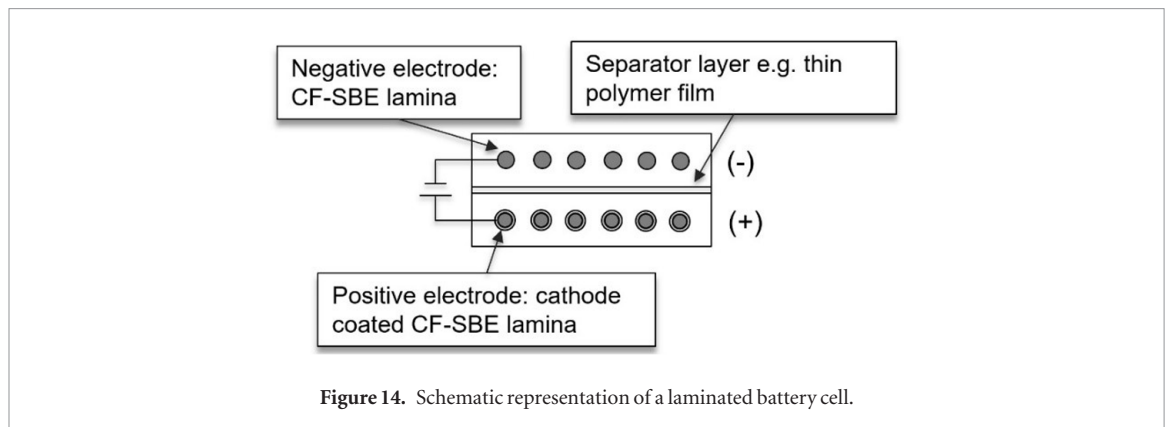 Negative electrode:
CF-SBE lamina
Separator layer e.g. thin
polymer film
(-)
(+)
Positive electrode: cathode
coated CF-SBE lamina
Figure 14. Schematic representation of a laminated battery cell.